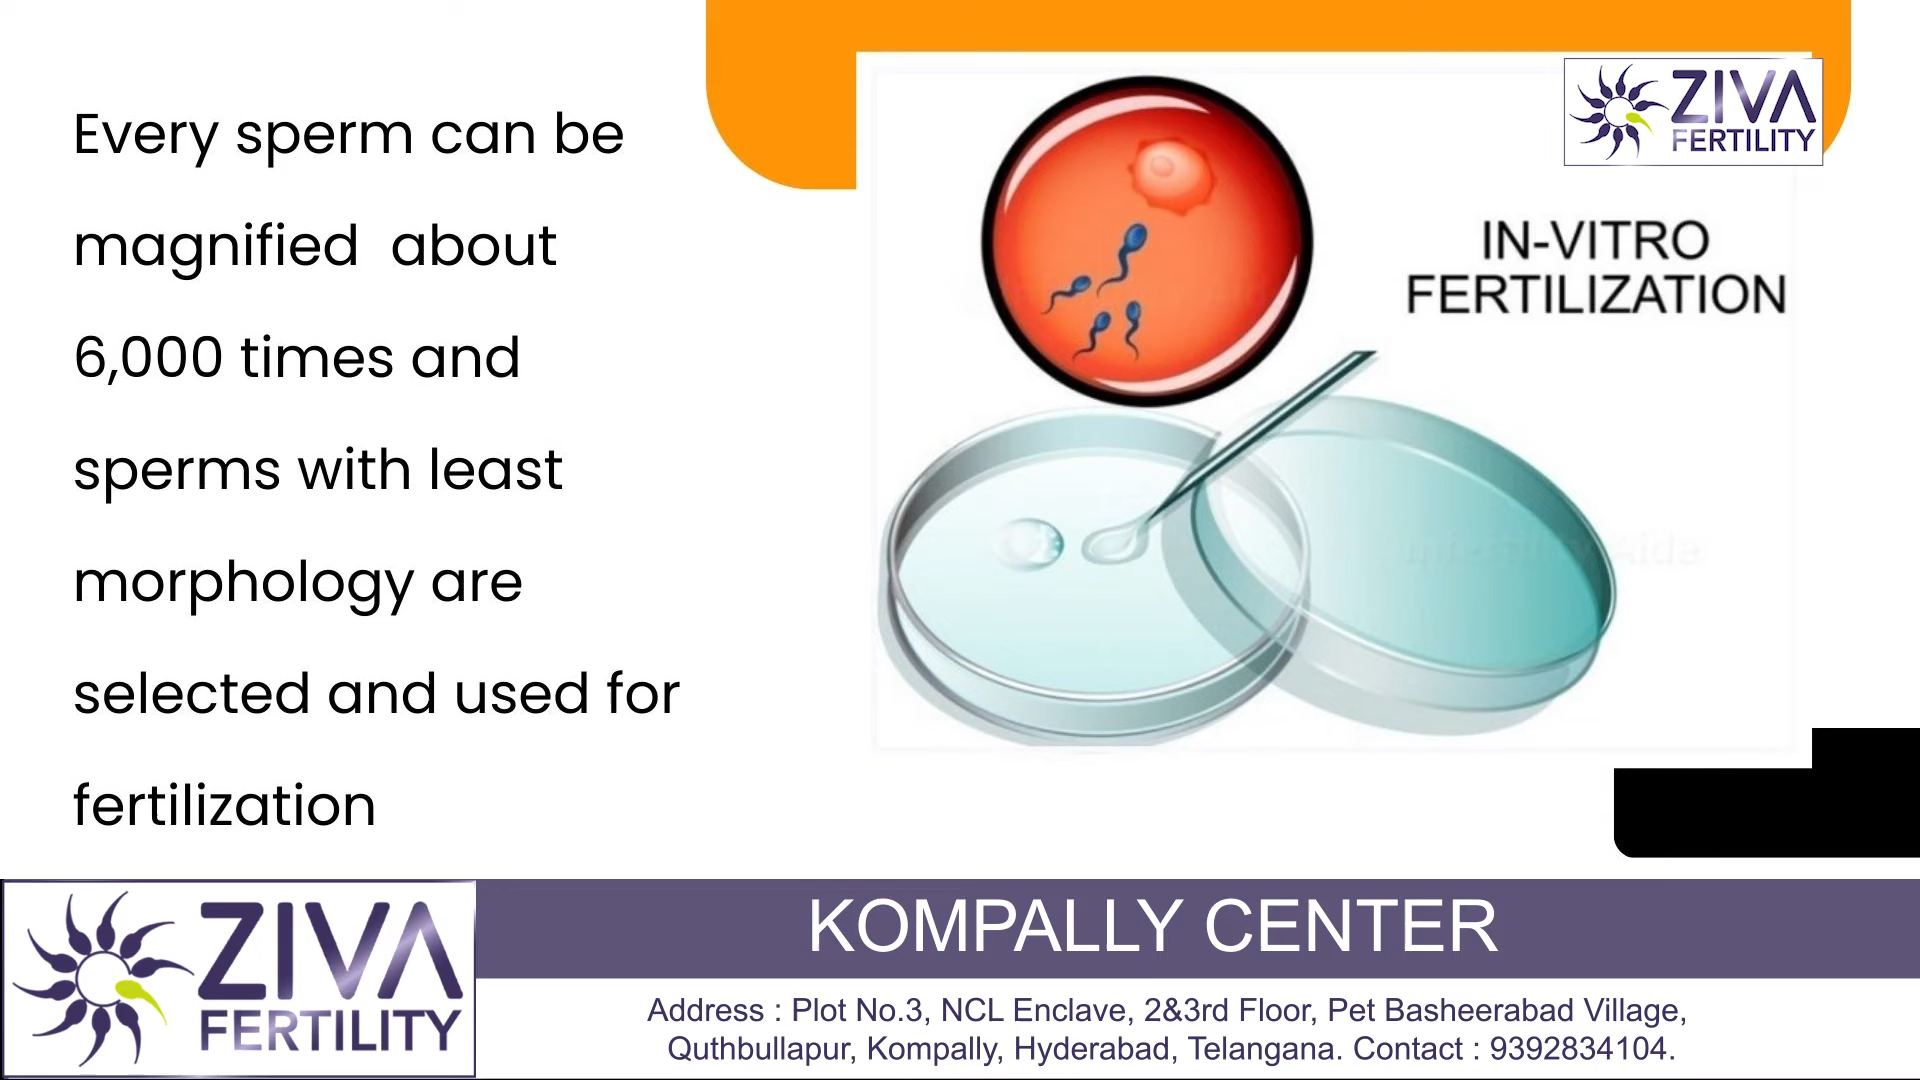 Every sperm can be
magnified  about
6,000 times and
sperms with least
morphology are
selected and used for
fertilization
ZIVA
FERTILITY
IN-VITRO
FERTILIZATION
Aide
ZIVA
FERTILITY
KOMPALLY CENTER
Address : Plot No.3, NCL Enclave, 2&3rd Floor, Pet Basheerabad Village,
Quthbullapur, Kompally, Hyderabad, Telangana. Contact : 9392834104.